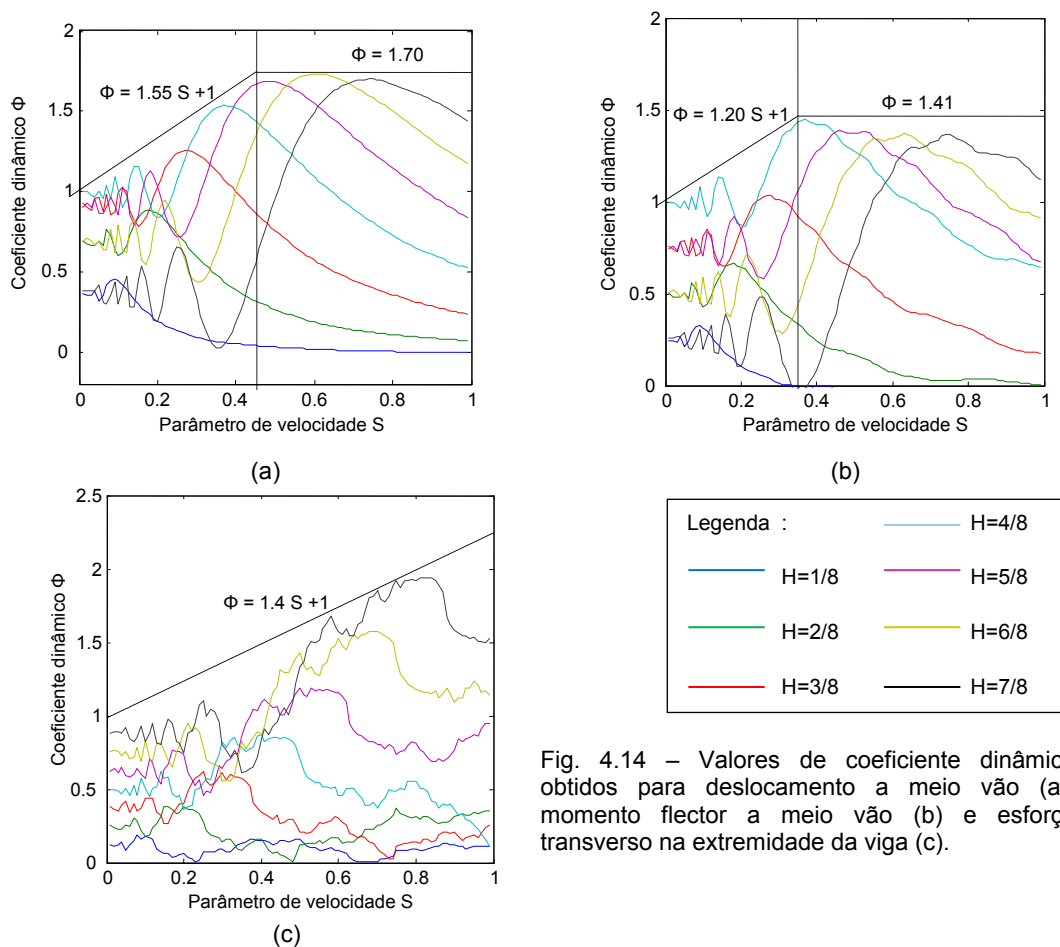 2
1.5
1
0.5
0
0
0.2
0.4
0.6
0.8
1
Coeficiente dinâmico Φ
Parâmetro de velocidade S
Φ = 1.55 S +1
Φ = 1.70
(a)
2
1.5
1
0.5
0
0
0.2
0.4
0.6
0.8
1
Coeficiente dinâmico Φ
Parâmetro de velocidade S
Φ = 1.20 S +1
Φ = 1.41
(b)
2.5
2
1.5
1
0.5
0
0
0.2
0.4
0.6
0.8
1
Coeficiente dinâmico Φ
Parâmetro de velocidade S
Φ = 1.4 S +1
(c)
Legenda :
H=1/8
H=2/8
H=3/8
H=4/8
H=5/8
H=6/8
H=7/8
Fig. 4.14 – Valores de coeficiente dinâmic
obtidos para deslocamento a meio vão (a
momento flector a meio vão (b) e esforç
transverso na extremidade da viga (c).